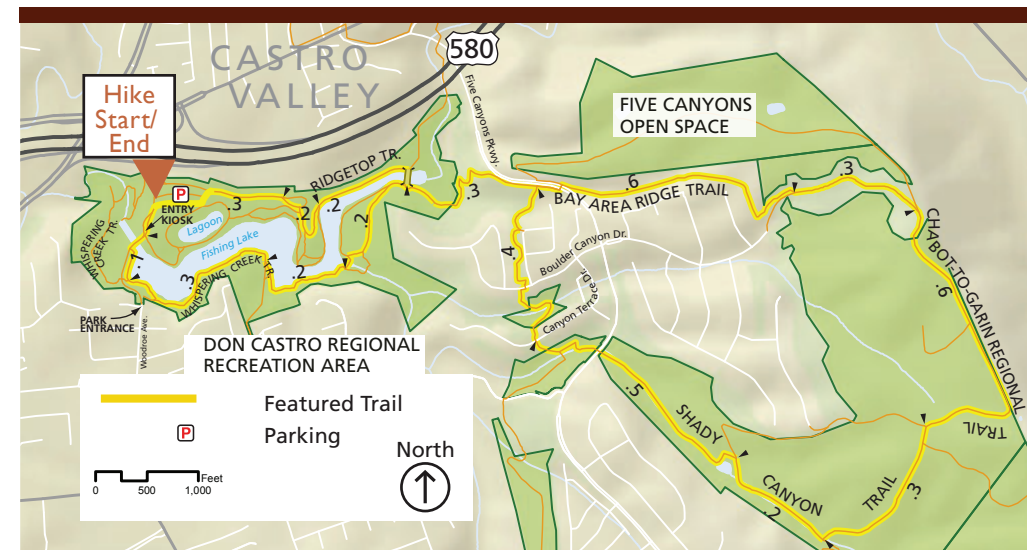 CASTRO
VALLEY
580
Hike
Start/
End
Five Canyons Pkwy.
FIVE CANYONS
OPEN SPACE
RIDGETOP TR.
P
ENTRY
KIOSK
Lagoon
Fishing Lake
WHISPERING
CREEK TR.
WHISPERING CREEK TR.
.3
.2
.2
.2
.3
.6
.3
BAY AREA RIDGE TRAIL
.1
.3
.2
.4
Boulder Canyon Dr.
Canyon Terrace Dr.
CHABOT-TO-GARIN REGIONAL
TRAIL
.6
PARK
ENTRANCE
Woodroe Ave.
DON CASTRO REGIONAL
RECREATION AREA
.5
SHADY
CANYON
TRAIL
.2
.3
Featured Trail
P
Parking
North
Feet
0 500 1,000